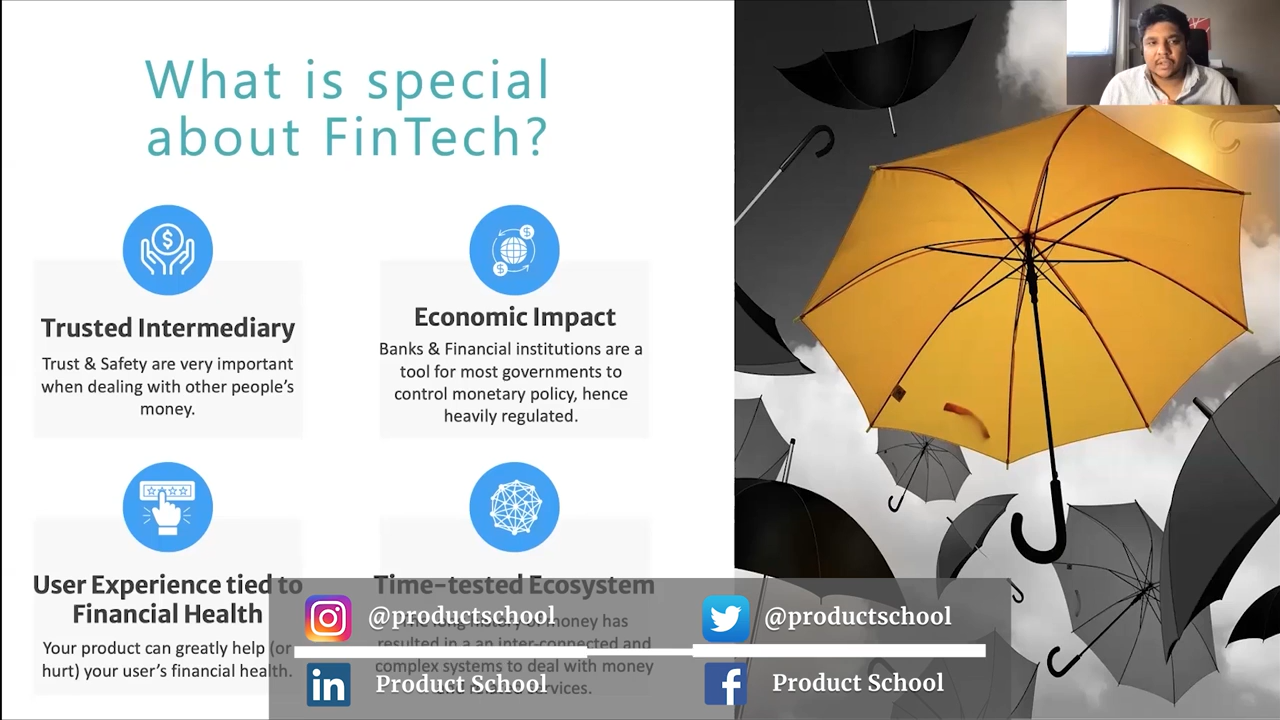 What is special
about FinTech?
Trusted Intermediary
Trust & Safety are very important
when dealing with other people's
money.
Economic Impact
Banks & Financial institutions are a
tool for most governments to
control monetary policy, hence
heavily regulated.
User Experience tied to
Financial Health
Your product can greatly help (or
hurt) your user's financial health.
Time-tested Ecosystem
long history of money has
resulted in a an inter-connected and
complex systems to deal with money
services.
@productschool
@productschool
Product School
Product School